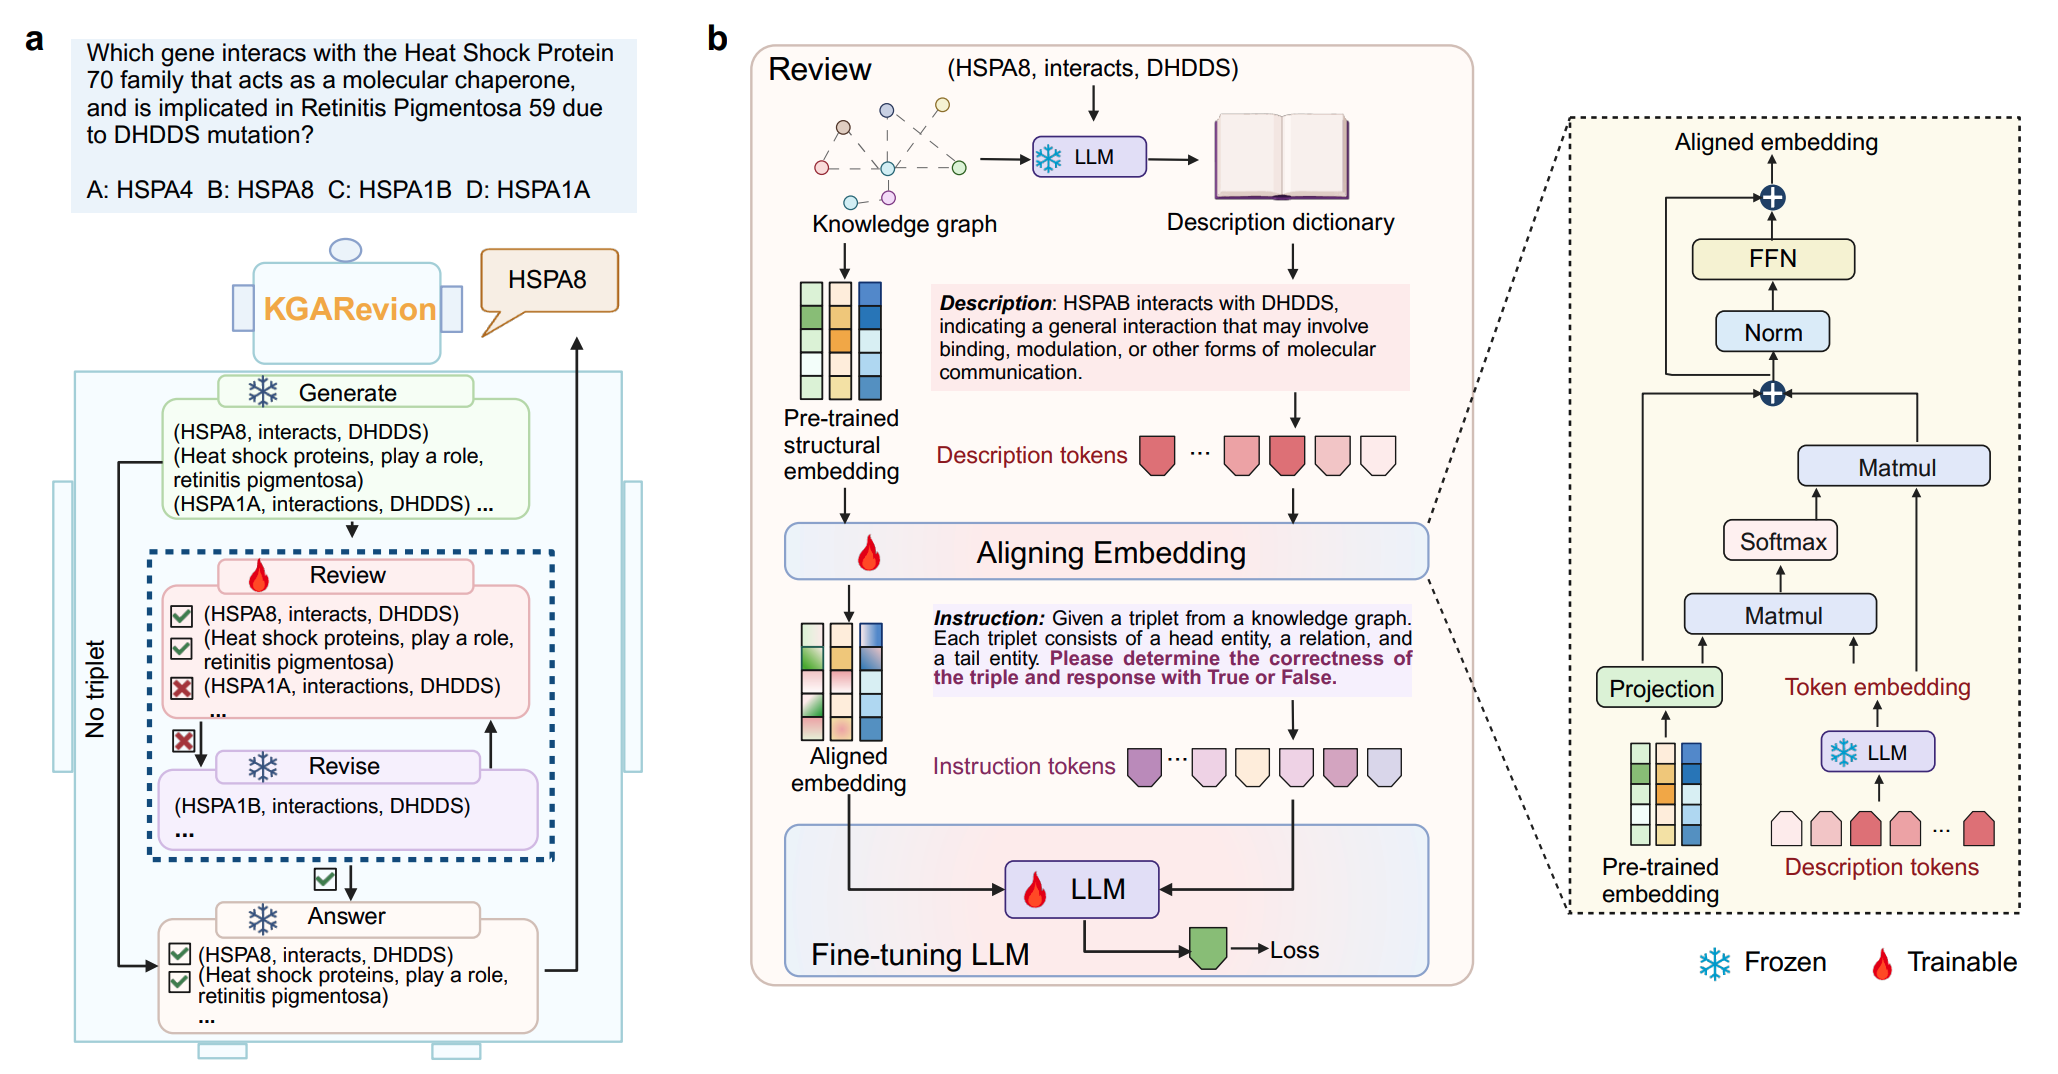 a
Which gene interacs with the Heat Shock Protein
70 family that acts as a molecular chaperone,
and is implicated in Retinitis Pigmentosa 59 due
to DHDDS mutation?
A: HSPA4 B: HSPA8 C: HSPA1B D: HSPA1A
KGARevion
HSPA8
Generate
(HSPA8, interacts, DHDDS)
(Heat shock proteins, play a role,
retinitis pigmentosa)
(HSPA1A, interactions, DHDDS) ...
No triplet
Review
(HSPA8, interacts, DHDDS)
(Heat shock proteins, play a role,
retinitis pigmentosa)
(HSPA1A, interactions, DHDDS)
...
Revise
(HSPA1B, interactions, DHDDS)
...
Answer
(HSPA8, interacts, DHDDS)
(Heat shock proteins, play a role,
retinitis pigmentosa)
...
b
Review
(HSPA8, interacts, DHDDS)
LLM
Knowledge graph
Description dictionary
Description: HSPAB interacts with DHDDS,
indicating a general interaction that may involve
binding, modulation, or other forms of molecular
communication.
Pre-trained
structural
embedding
Description tokens
...
Aligning Embedding
Instruction: Given a triplet from a knowledge graph.
Each triplet consists of a head entity, a relation, and
a tail entity. Please determine the correctness of
the triple and response with True or False.
Aligned
embedding
Instruction tokens
...
LLM
Fine-tuning LLM
Loss
Aligned embedding
FFN
Norm
Matmul
Softmax
Matmul
Projection
Token embedding
LLM
...
Pre-trained
embedding
Description tokens
Frozen
Trainable